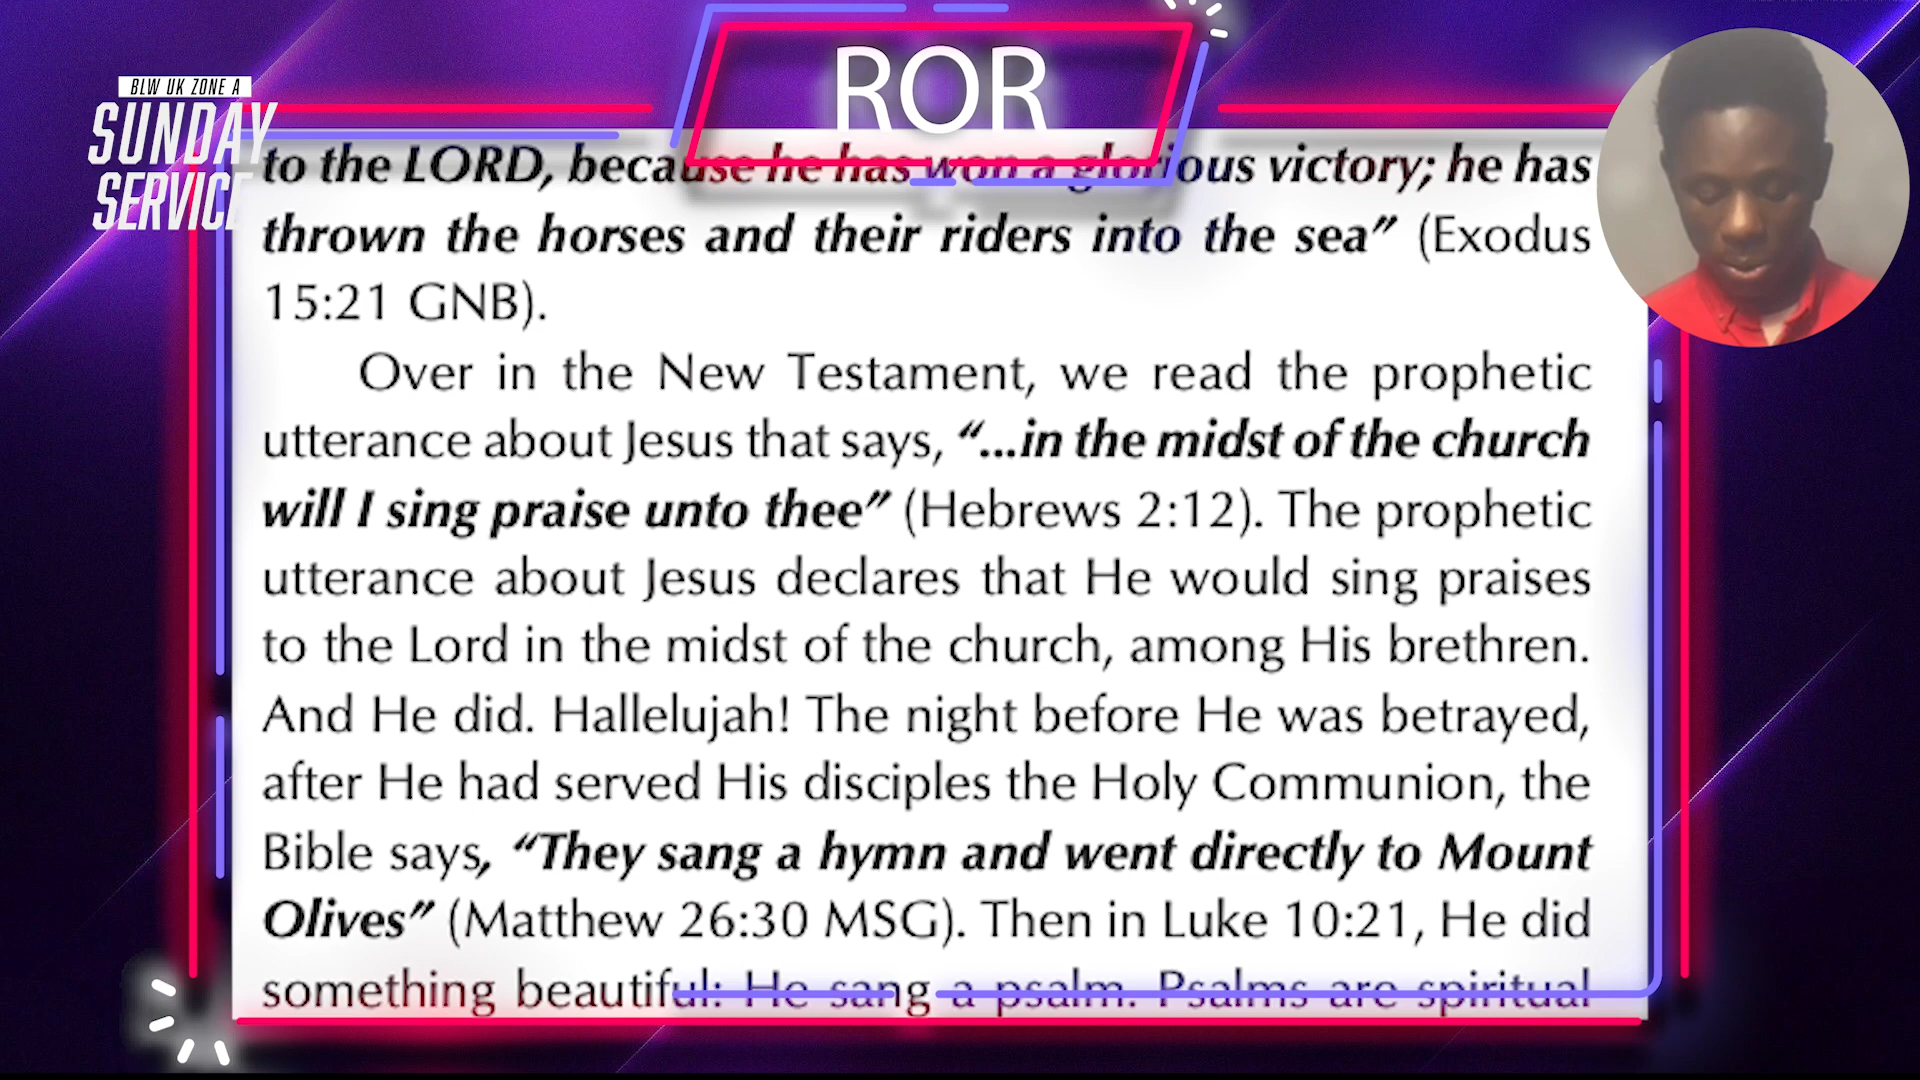 ROR
BLW UK ZONE A
SUNDAY
SERVICE
to the LORD, because he has won a glorious victory; he has
thrown the horses and their riders into the sea” (Exodus
15:21 GNB).
Over in the New Testament, we read the prophetic
utterance about Jesus that says, “...in the midst of the church
will I sing praise unto thee” (Hebrews 2:12). The prophetic
utterance about Jesus declares that He would sing praises
to the Lord in the midst of the church, among His brethren.
And He did. Hallelujah! The night before He was betrayed,
after He had served His disciples the Holy Communion, the
Bible says, “They sang a hymn and went directly to Mount
Olives” (Matthew 26:30 MSG). Then in Luke 10:21, He did
something beautiful: He sang a psalm. Psalms are spiritual